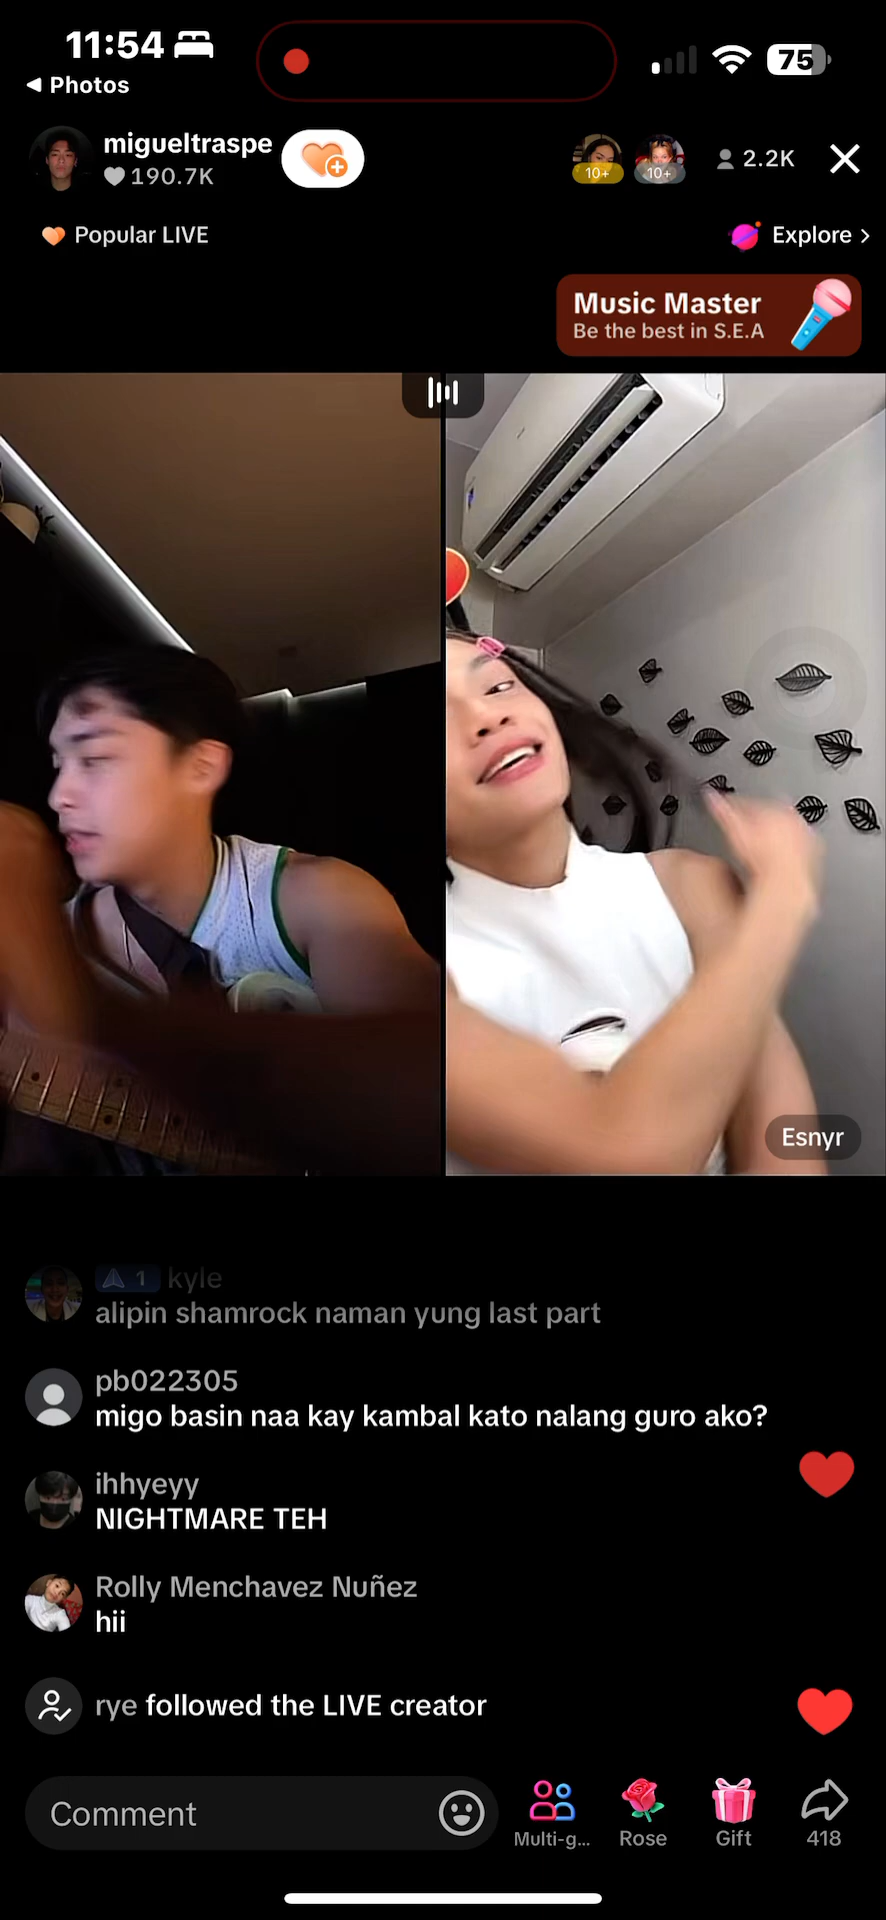 11:54
75
◀ Photos
migueltraspe
190.7K
10+
10+
2.2K
Popular LIVE
Explore >
Music Master
Be the best in S.E.A
Esnyr
1 kyle
alipin shamrock naman yung last part
pb022305
migo basin naa kay kambal kato nalang guro ako?
ihhyeyy
NIGHTMARE TEH
Rolly Menchavez Nuñez
hii
rye followed the LIVE creator
Comment
Multi-g...
Rose
Gift
418